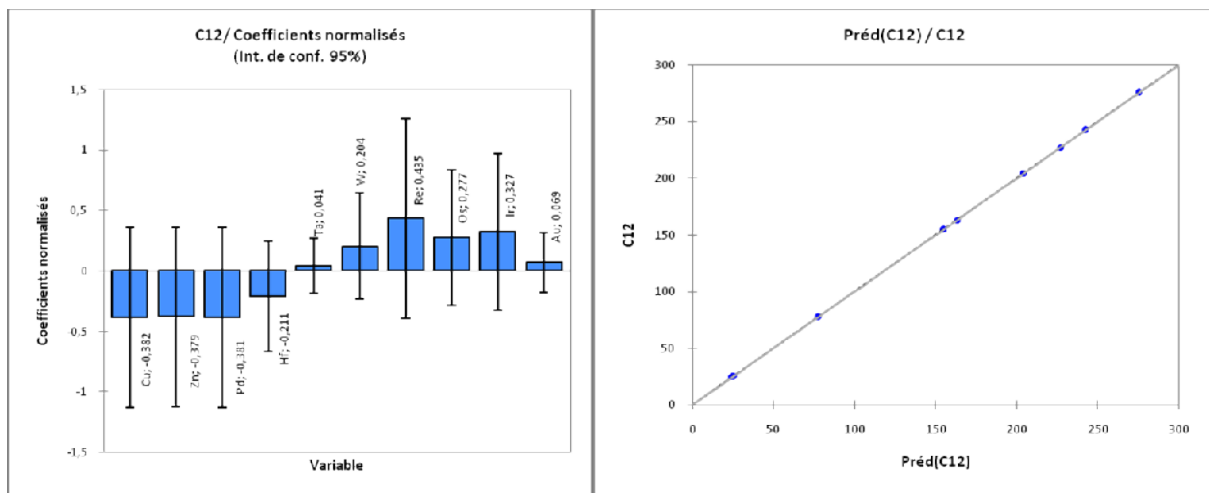 C12/ Coefficients normalisés
(Int. de conf. 95%)
1,5
1
0,5
0
-0,5
-1
-1,5
Coefficients normalisés
Cu; -0,382
Zn; -0,379
Pd; -0,381
Hf; -0,211
Ta; 0,041
W; 0,204
Re; 0,435
Os; 0,277
Ir; 0,327
Au; 0,069
Variable
Préd(C12) / C12
300
250
200
150
100
50
0
C12
0
50
100
150
200
250
300
Préd(C12)